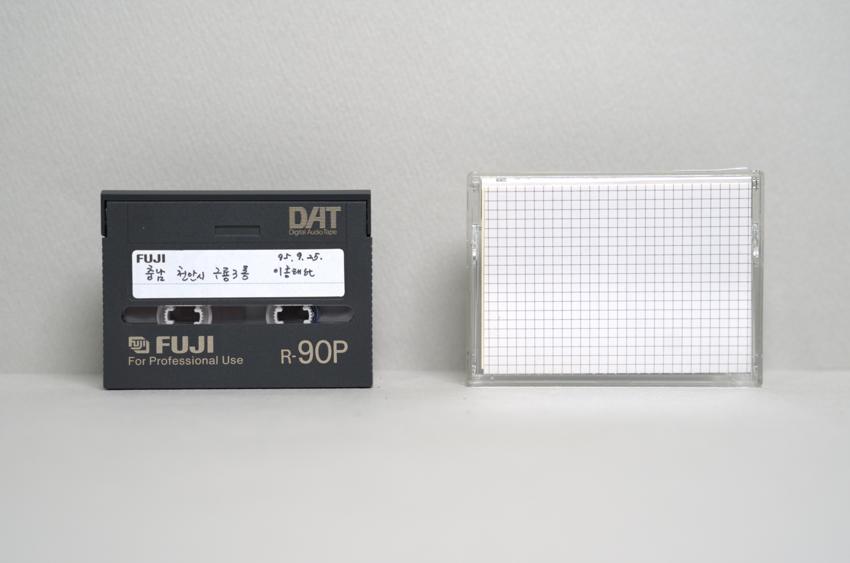 DAT
Digital Audio Tape
FUJI 95. 9. 25.
충남 천안시 구룡3통
FUJI
FUJI
For Professional Use
R-90P